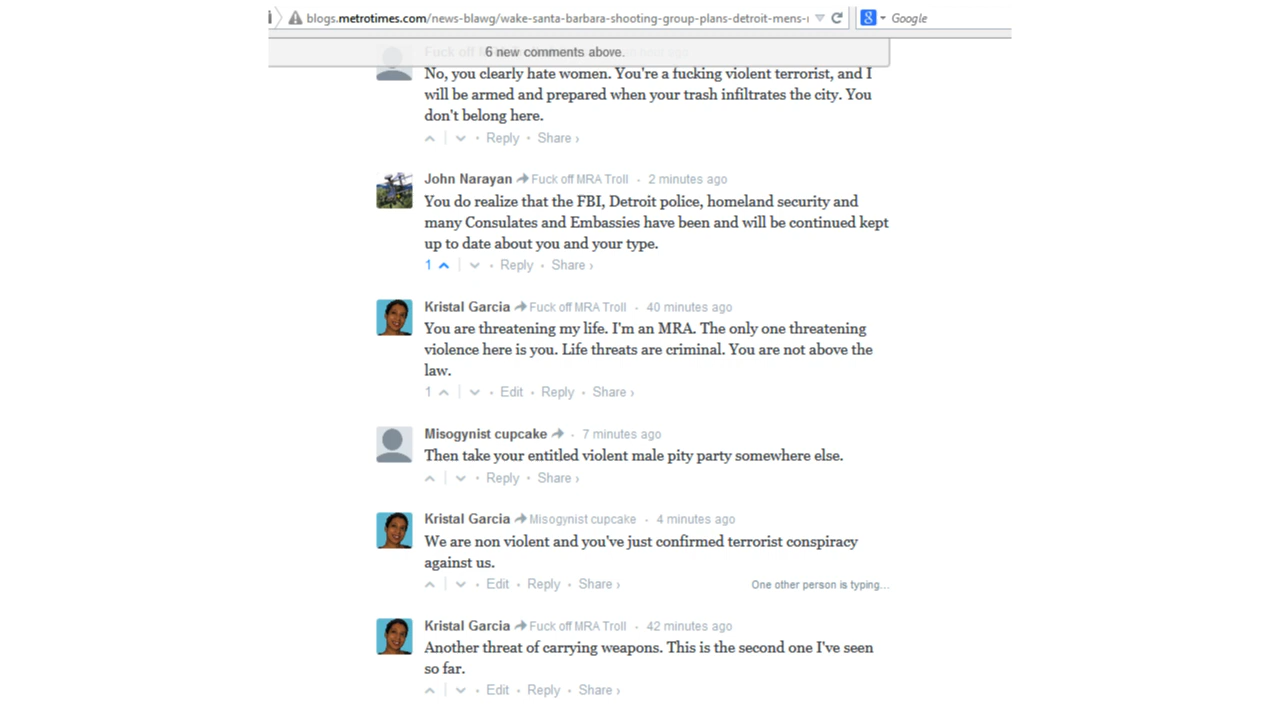 blogs.metrotimes.com/news-blawg/wake-santa-barbara-shooting-group-plans-detroit-mens-
Google
6 new comments above.
No, you clearly hate women. You're a fucking violent terrorist, and I
will be armed and prepared when your trash infiltrates the city. You
don't belong here.
Reply • Share ›
John Narayan Fuck off MRA Troll • 2 minutes ago
You do realize that the FBI, Detroit police, homeland security and
many Consulates and Embassies have been and will be continued kept
up to date about you and your type.
1 • Reply • Share ›
Kristal Garcia Fuck off MRA Troll • 40 minutes ago
You are threatening my life. I'm an MRA. The only one threatening
violence here is you. Life threats are criminal. You are not above the
law.
1 • Edit • Reply • Share ›
Misogynist cupcake • 7 minutes ago
Then take your entitled violent male pity party somewhere else.
• Reply • Share ›
Kristal Garcia Misogynist cupcake • 4 minutes ago
We are non violent and you've just confirmed terrorist conspiracy
against us.
• Edit • Reply • Share › One other person is typing...
Kristal Garcia Fuck off MRA Troll • 42 minutes ago
Another threat of carrying weapons. This is the second one I've seen
so far.
• Edit • Reply • Share ›